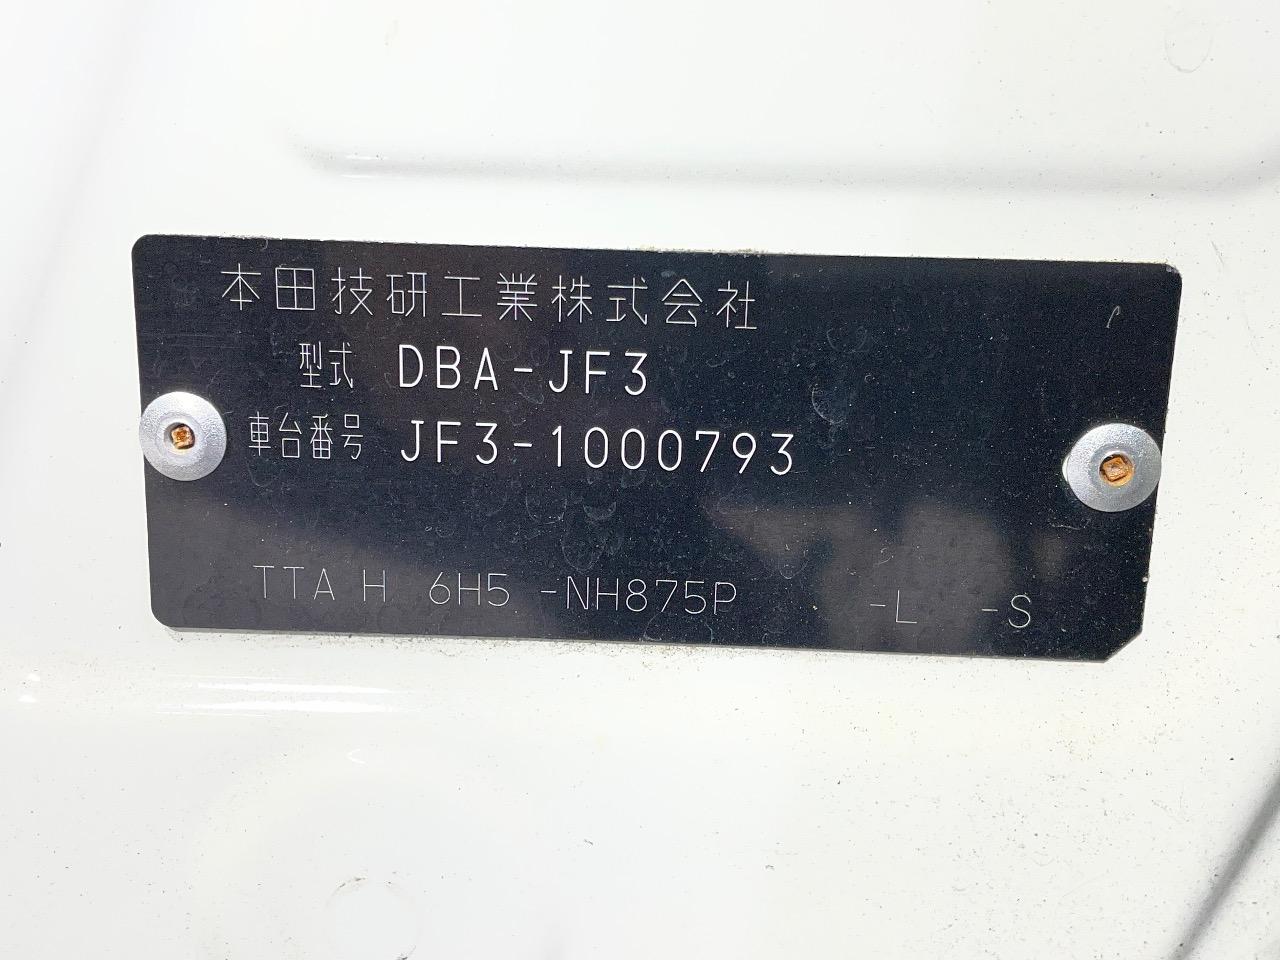 本田技研工業株式会社
型式 DBA-JF3
車台番号 JF3-1000793
TTA H 6H5 -NH875P -L -S